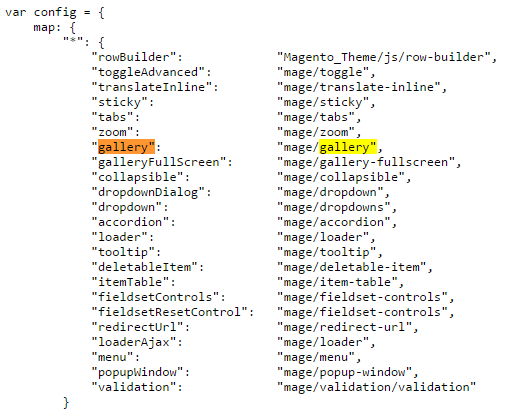 var config = {
    map: {
        "*": {
            "rowBuilder":             "Magento_Theme/js/row-builder",
            "toggleAdvanced":         "mage/toggle",
            "translateInline":        "mage/translate-inline",
            "sticky":                 "mage/sticky",
            "tabs":                   "mage/tabs",
            "zoom":                   "mage/zoom",
            "gallery":                "mage/gallery",
            "galleryFullScreen":      "mage/gallery-fullscreen",
            "collapsible":            "mage/collapsible",
            "dropdownDialog":         "mage/dropdown",
            "dropdown":               "mage/dropdowns",
            "accordion":              "mage/accordion",
            "loader":                 "mage/loader",
            "tooltip":                "mage/tooltip",
            "deletableItem":          "mage/deletable-item",
            "itemTable":              "mage/item-table",
            "fieldsetControls":       "mage/fieldset-controls",
            "fieldsetResetControl":   "mage/fieldset-controls",
            "redirectUrl":            "mage/redirect-url",
            "loaderAjax":             "mage/loader",
            "menu":                   "mage/menu",
            "popupWindow":            "mage/popup-window",
            "validation":             "mage/validation/validation"
        }